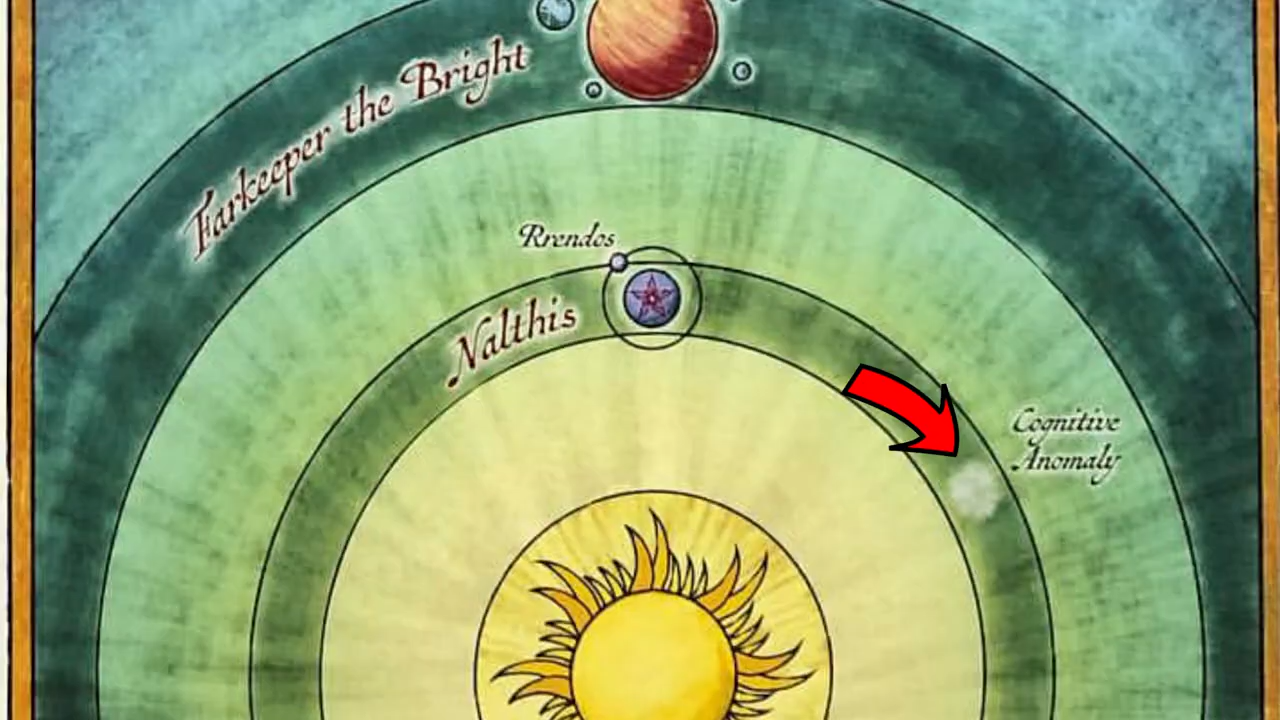 Farkeeper the Bright
Rrendos
Nalthis
Cognitive
Anomaly